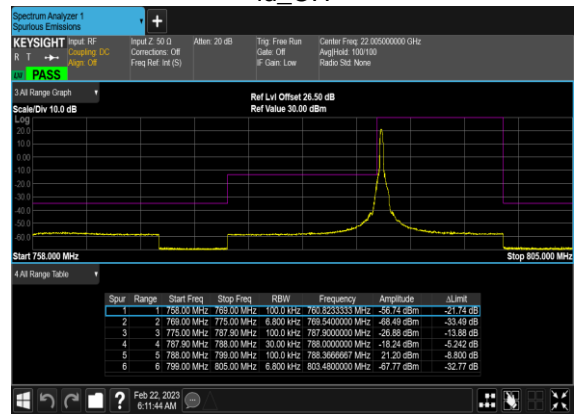 Spectrum Analyzer 1
Spurious Emissions
KEYSIGHT Input: RF Input Z: 50 Ω Atten: 20 dB Trig: Free Run Center Freq: 22.005000000 GHz
R T Coupling: DC Corrections: Off Gate: Off Avg|Hold: 100/100
Align: Off Freq Ref: Int (S) IF Gain: Low Radio Std: None
PASS
3 All Range Graph
Ref Lvl Offset 26.50 dB
Scale/Div 10.0 dB Ref Value 30.00 dBm
Log
20.0
10.0
0.00
-10.0
-20.0
-30.0
-40.0
-50.0
-60.0
Start 758.000 MHz Stop 805.000 MHz
4 All Range Table
Spur Range Start Freq Stop Freq RBW Frequency Amplitude ΔLimit
1 1 758.00 MHz 769.00 MHz 100.0 kHz 760.8233333 MHz -56.74 dBm -21.74 dB
2 2 769.00 MHz 775.00 MHz 6.800 kHz 769.5400000 MHz -68.49 dBm -33.49 dB
3 3 775.00 MHz 787.90 MHz 100.0 kHz 787.9000000 MHz -26.88 dBm -13.88 dB
4 4 787.90 MHz 788.00 MHz 30.00 kHz 788.0000000 MHz -18.24 dBm -5.242 dB
5 5 788.00 MHz 799.00 MHz 100.0 kHz 788.3666667 MHz 21.20 dBm -8.800 dB
6 6 799.00 MHz 805.00 MHz 6.800 kHz 803.4800000 MHz -67.77 dBm -32.77 dB
Feb 22, 2023
6:11:44 AM